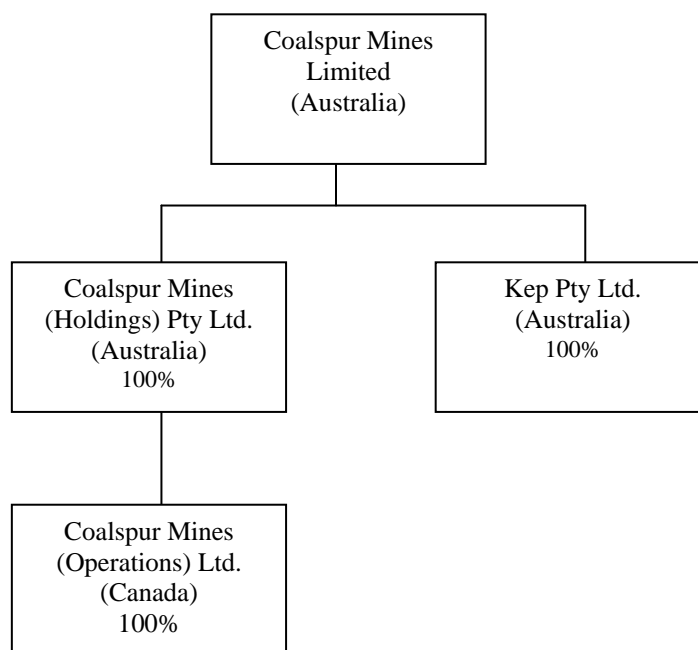 Coalspur Mines
Limited
(Australia)
Coalspur Mines
(Holdings) Pty Ltd.
(Australia)
100%
Kep Pty Ltd.
(Australia)
100%
Coalspur Mines
(Operations) Ltd.
(Canada)
100%